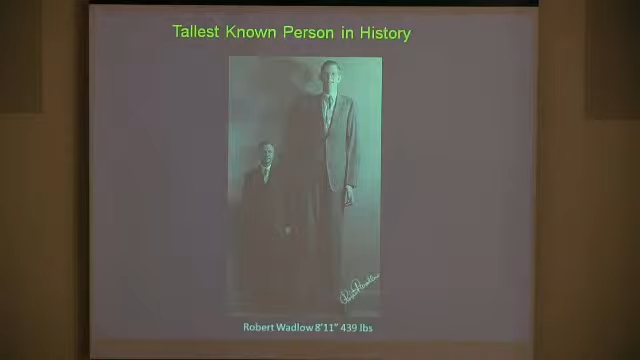 Tallest Known Person in History
Robert Wadlow 8'11" 439 lbs